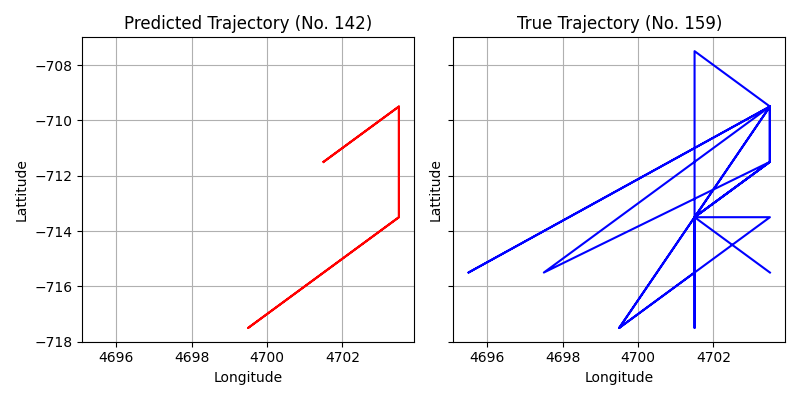 Predicted Trajectory (No. 142)
True Trajectory (No. 159)
−708
−710
−712
−714
−716
−718
Lattitude
Lattitude
4696
4698
4700
4702
4696
4698
4700
4702
Longitude
Longitude